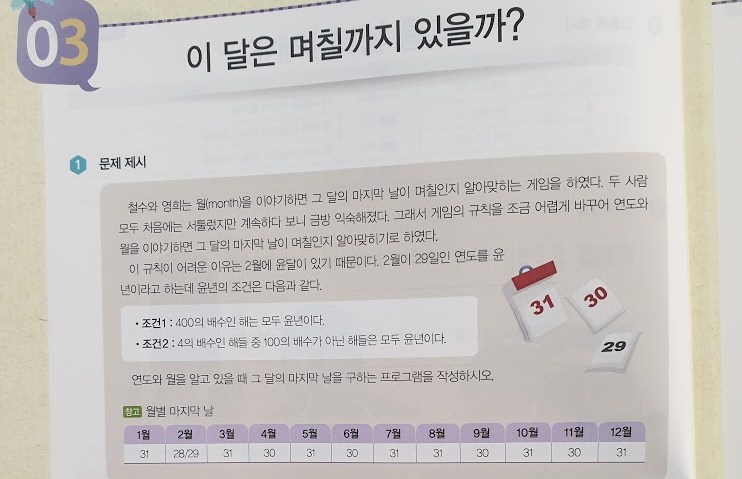 03
이 달은 며칠까지 있을까?
1 문제 제시
철수와 영희는 월(month)을 이야기하면 그 달의 마지막 날이 며칠인지 알아맞히는 게임을 하였다. 두 사람
모두 처음에는 서툴렀지만 계속하다 보니 금방 익숙해졌다. 그래서 게임의 규칙을 조금 어렵게 바꾸어 연도와
월을 이야기하면 그 달의 마지막 날이 며칠인지 알아맞히기로 하였다.
이 규칙이 어려운 이유는 2월에 윤달이 있기 때문이다. 2월이 29일인 연도를 윤
년이라고 하는데 윤년의 조건은 다음과 같다.
31
30
29
• 조건1 : 400의 배수인 해는 모두 윤년이다.
• 조건2 : 4의 배수인 해들 중 100의 배수가 아닌 해들은 모두 윤년이다.
연도와 월을 알고 있을 때 그 달의 마지막 날을 구하는 프로그램을 작성하시오.
참고 월별 마지막 날
1월 2월 3월 4월 5월 6월 7월 8월 9월 10월 11월 12월
31 28/29 31 30 31 30 31 31 30 31 30 31